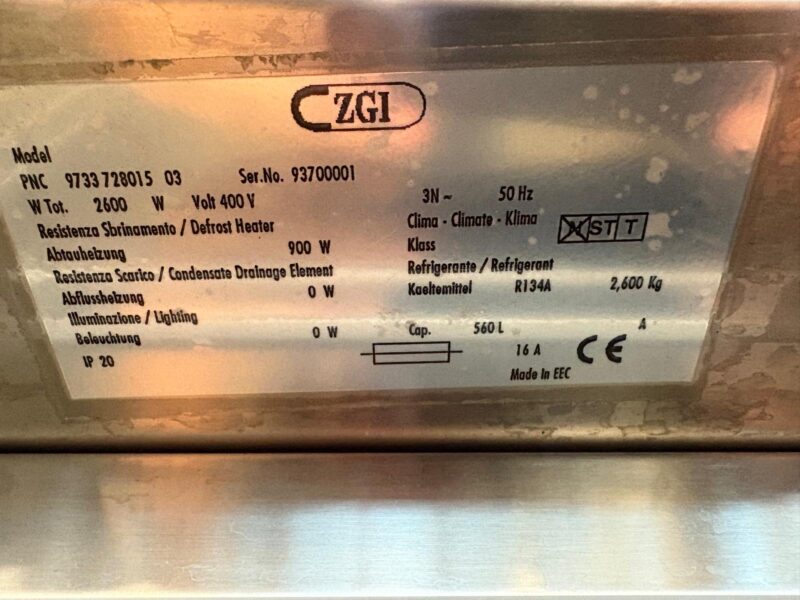 ZGI
Model
PNC 9733 728015 03 Ser.No. 93700001
W Tot. 2600 W Volt 400 V 3N ~ 50 Hz
Resistenza Sbrinamento / Defrost Heater
Abtauheizung 900 W
Resistenza Scarico / Condensate Drainage Element
Abflussheizung 0 W
Illuminazione / Lighting
Beleuchtung 0 W
IP 20
Clima - Climate - Klima N ST T
Klass
Refrigerante / Refrigerant
Kaeltemittel R134A 2,600 Kg
Cap. 560 L A
16 A CE
Made In EEC